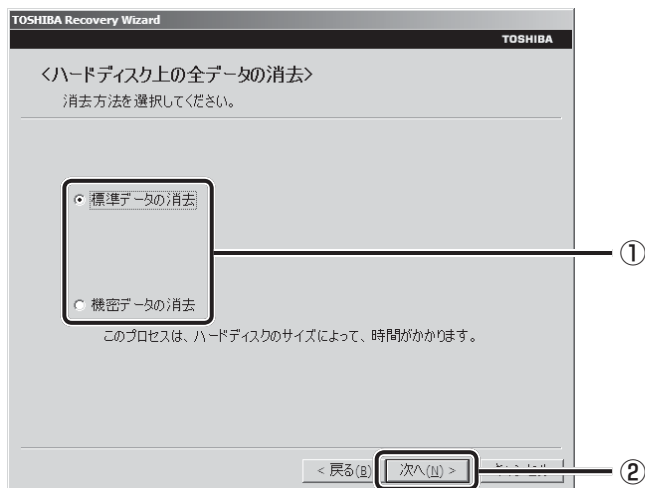 TOSHIBA Recovery Wizard
TOSHIBA
<ハードディスク上の全データの消去>
消去方法を選択してください。
標準データの消去
①
機密データの消去
このプロセスは、ハードディスクのサイズによって、時間がかかります。
< 戻る(B) 次へ(N) >
②